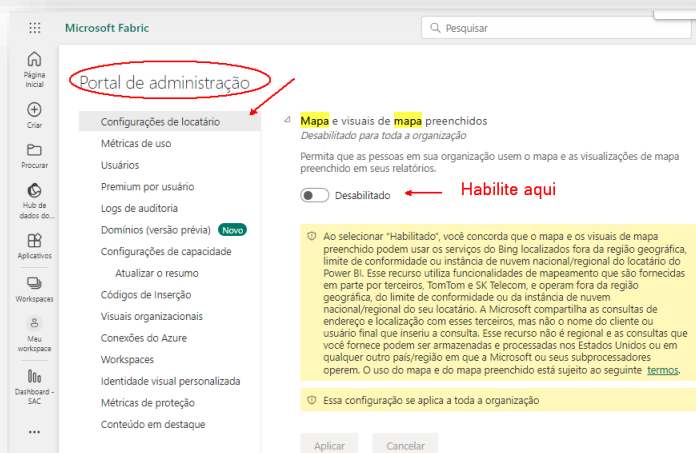 Microsoft Fabric
Pesquisar
Página
inicial
Criar
Procurar
Hub de
dados do...
Aplicativos
Workspaces
Meu
workspace
Dashboard -
SAC
Portal de administração
Configurações de locatário
Métricas de uso
Usuários
Premium por usuário
Logs de auditoria
Domínios (versão prévia) Novo
Configurações de capacidade
Atualizar o resumo
Códigos de Inserção
Visuais organizacionais
Conexões do Azure
Workspaces
Identidade visual personalizada
Métricas de proteção
Conteúdo em destaque
Mapa e visuais de mapa preenchidos
Desabilitado para toda a organização
Permita que as pessoas em sua organização usem o mapa e as visualizações de mapa
preenchido em seus relatórios.
Desabilitado
Habilite aqui
Ao selecionar “Habilitado”, você concorda que o mapa e os visuais de mapa
preenchido podem usar os serviços do Bing localizados fora da região geográfica,
limite de conformidade ou instância de nuvem nacional/regional do locatário do
Power BI. Esse recurso utiliza funcionalidades de mapeamento que são fornecidas
em parte por terceiros, TomTom e SK Telecom, e operam fora da região
geográfica, do limite de conformidade ou da instância de nuvem
nacional/regional do seu locatário. A Microsoft compartilha as consultas de
endereço e localização com esses terceiros, mas não o nome do cliente ou
usuário final que inseriu a consulta. Esse recurso não é regional e as consultas que
você fornece podem ser armazenadas e processadas nos Estados Unidos ou em
qualquer outro país/região em que a Microsoft ou seus subprocessadores
operem. O uso do mapa e do mapa preenchido está sujeito ao seguinte termos.
Essa configuração se aplica a toda a organização
Aplicar
Cancelar